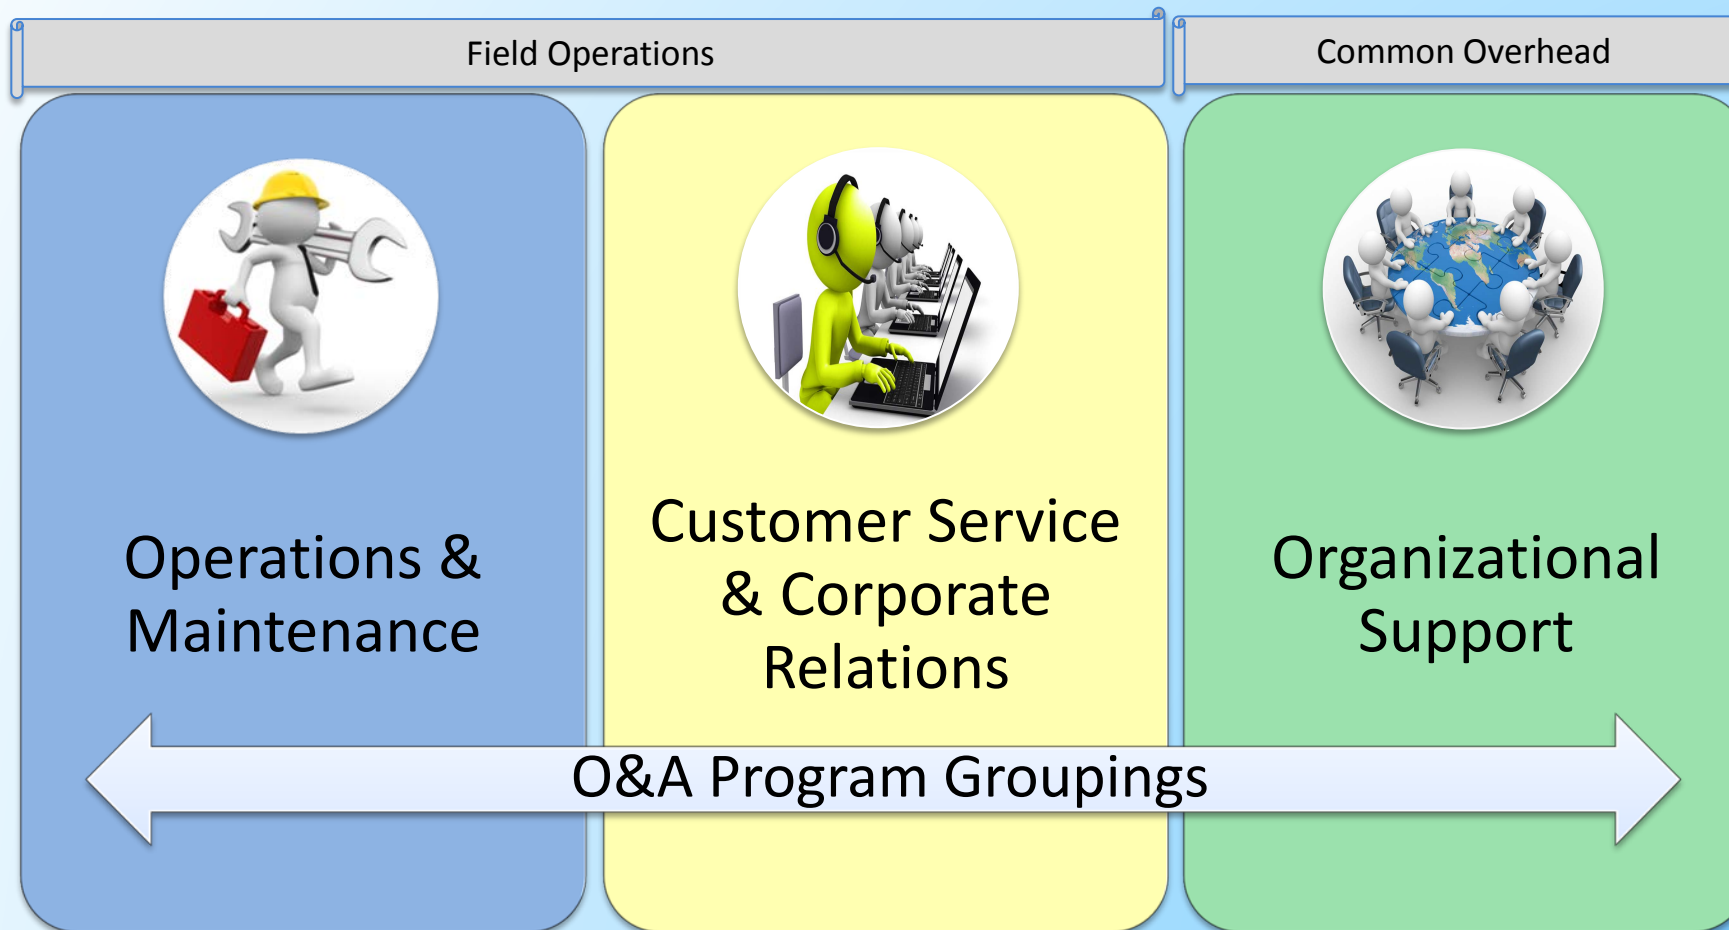 Field Operations
Common Overhead
Operations &
Maintenance
Customer Service
& Corporate
Relations
Organizational
Support
O&A Program Groupings